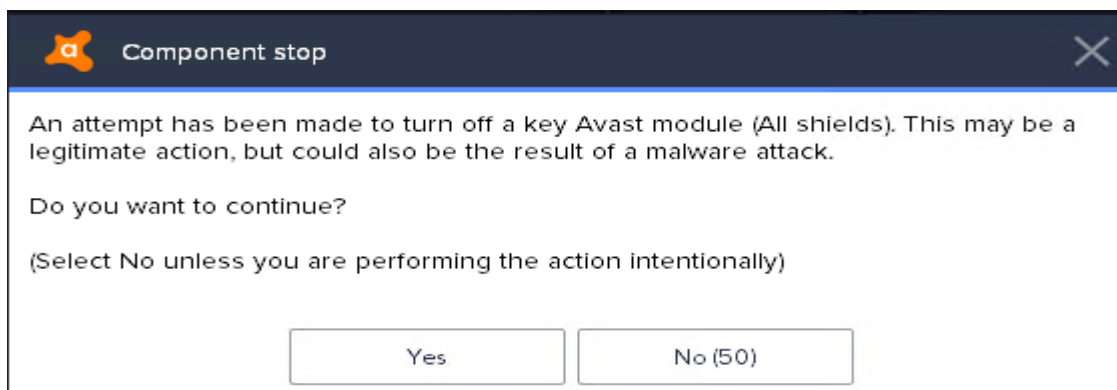 Component stop
An attempt has been made to turn off a key Avast module (All shields). This may be a
legitimate action, but could also be the result of a malware attack.
Do you want to continue?
(Select No unless you are performing the action intentionally)
Yes
No (50)